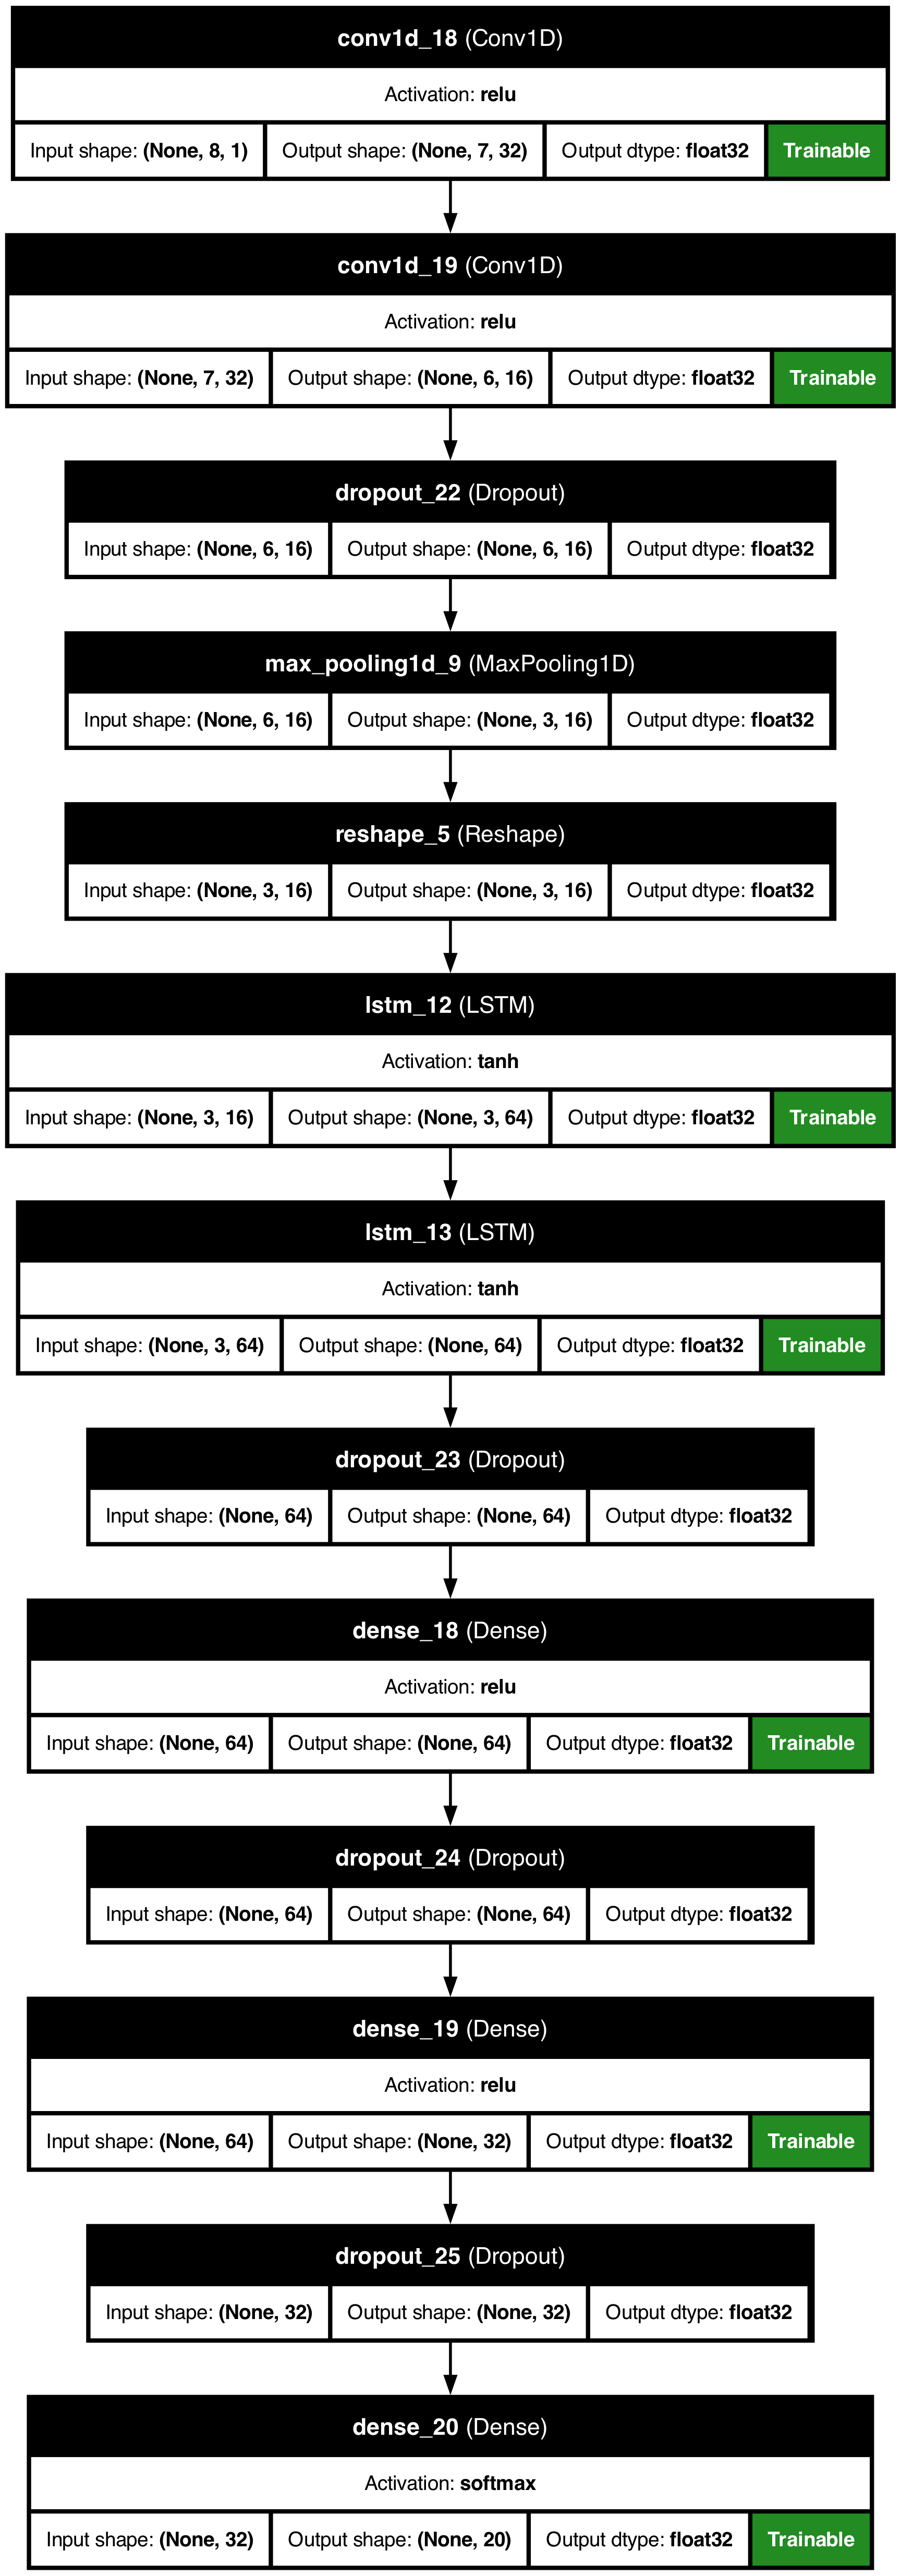 conv1d_18 (Conv1D)
Activation: relu
Input shape: (None, 8, 1) Output shape: (None, 7, 32) Output dtype: float32 Trainable
conv1d_19 (Conv1D)
Activation: relu
Input shape: (None, 7, 32) Output shape: (None, 6, 16) Output dtype: float32 Trainable
dropout_22 (Dropout)
Input shape: (None, 6, 16) Output shape: (None, 6, 16) Output dtype: float32
max_pooling1d_9 (MaxPooling1D)
Input shape: (None, 6, 16) Output shape: (None, 3, 16) Output dtype: float32
reshape_5 (Reshape)
Input shape: (None, 3, 16) Output shape: (None, 3, 16) Output dtype: float32
lstm_12 (LSTM)
Activation: tanh
Input shape: (None, 3, 16) Output shape: (None, 3, 64) Output dtype: float32 Trainable
lstm_13 (LSTM)
Activation: tanh
Input shape: (None, 3, 64) Output shape: (None, 64) Output dtype: float32 Trainable
dropout_23 (Dropout)
Input shape: (None, 64) Output shape: (None, 64) Output dtype: float32
dense_18 (Dense)
Activation: relu
Input shape: (None, 64) Output shape: (None, 64) Output dtype: float32 Trainable
dropout_24 (Dropout)
Input shape: (None, 64) Output shape: (None, 64) Output dtype: float32
dense_19 (Dense)
Activation: relu
Input shape: (None, 64) Output shape: (None, 32) Output dtype: float32 Trainable
dropout_25 (Dropout)
Input shape: (None, 32) Output shape: (None, 32) Output dtype: float32
dense_20 (Dense)
Activation: softmax
Input shape: (None, 32) Output shape: (None, 20) Output dtype: float32 Trainable